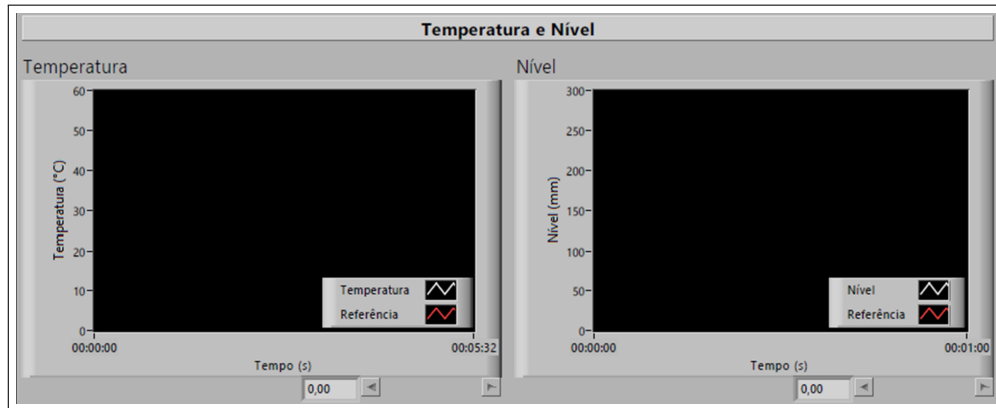 Temperatura e Nível
Temperatura
60
50
40
30
20
10
0
Temperatura (°C)
Temperatura
Referência
00:00:00
00:05:32
Tempo (s)
0,00
Nível
300
250
200
150
100
50
0
Nível (mm)
Nível
Referência
00:00:00
00:01:00
Tempo (s)
0,00